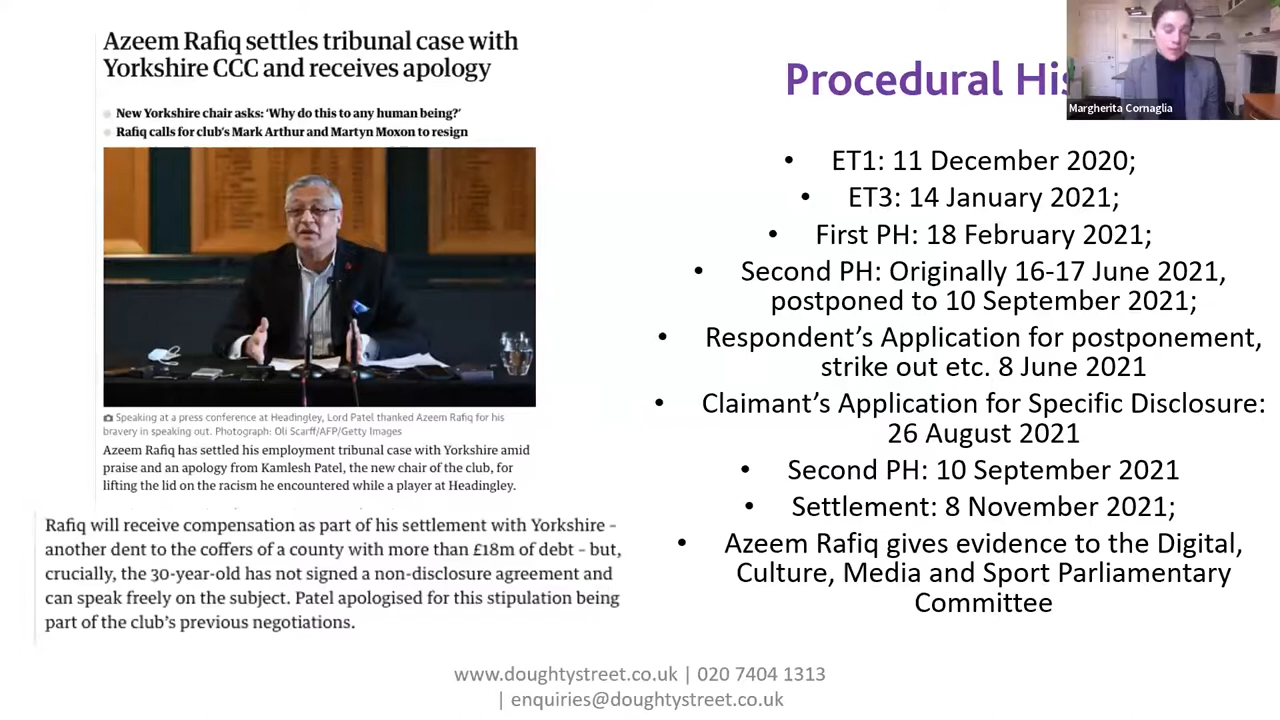 Azeem Rafiq settles tribunal case with
Yorkshire CCC and receives apology
New Yorkshire chair asks: ‘Why do this to any human being?’
Rafiq calls for club’s Mark Arthur and Martyn Moxon to resign
Speaking at a press conference at Headingley, Lord Patel thanked Azeem Rafiq for his
bravery in speaking out. Photograph: Oli Scarff/AFP/Getty Images
Azeem Rafiq has settled his employment tribunal case with Yorkshire amid
praise and an apology from Kamlesh Patel, the new chair of the club, for
lifting the lid on the racism he encountered while a player at Headingley.
Rafiq will receive compensation as part of his settlement with Yorkshire –
another dent to the coffers of a county with more than £18m of debt – but,
crucially, the 30-year-old has not signed a non-disclosure agreement and
can speak freely on the subject. Patel apologised for this stipulation being
part of the club’s previous negotiations.
Procedural His
Margherita Cornaglia
• ET1: 11 December 2020;
• ET3: 14 January 2021;
• First PH: 18 February 2021;
• Second PH: Originally 16-17 June 2021,
postponed to 10 September 2021;
• Respondent’s Application for postponement,
strike out etc. 8 June 2021
• Claimant’s Application for Specific Disclosure:
26 August 2021
• Second PH: 10 September 2021
• Settlement: 8 November 2021;
• Azeem Rafiq gives evidence to the Digital,
Culture, Media and Sport Parliamentary
Committee
www.doughtystreet.co.uk | 020 7404 1313
| enquiries@doughtystreet.co.uk